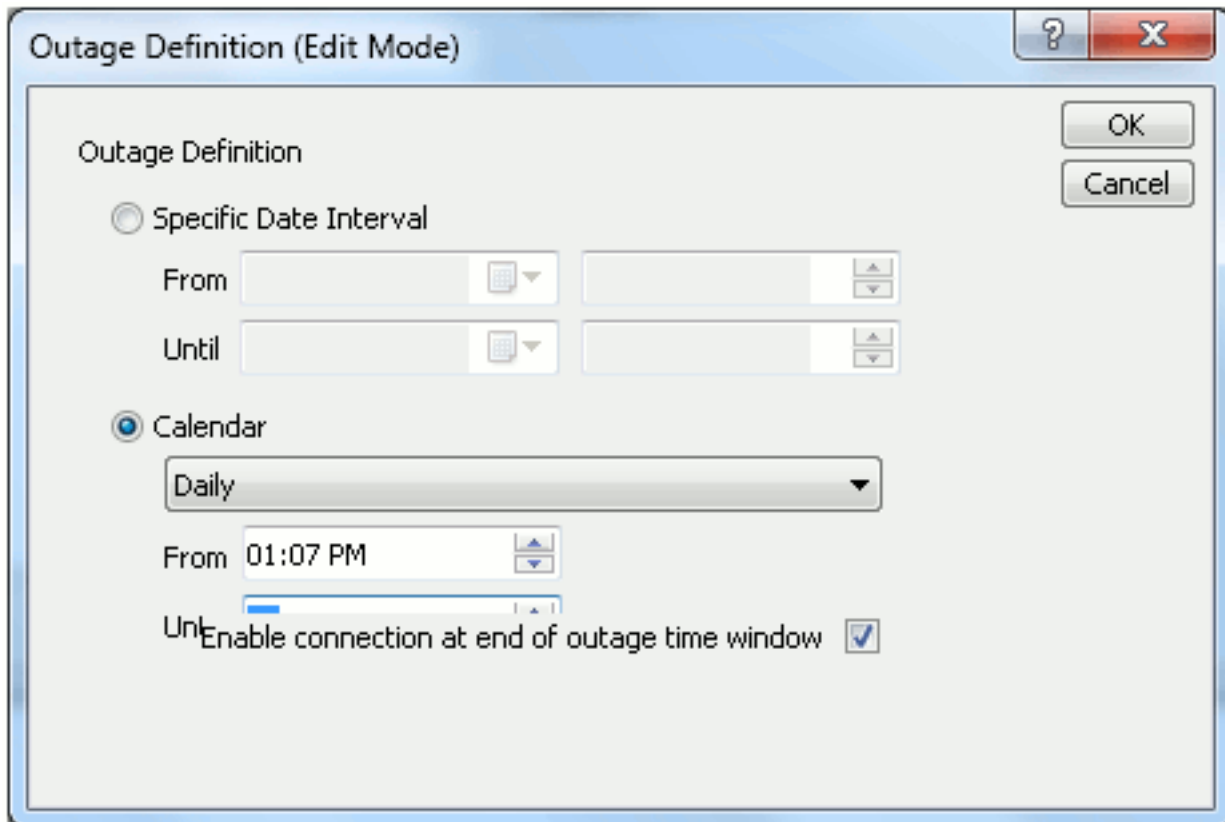 Outage Definition (Edit Mode)
?
X
OK
Outage Definition
Cancel
Specific Date Interval
From
Until
Calendar
Daily
From 01:07 PM
Enable connection at end of outage time window